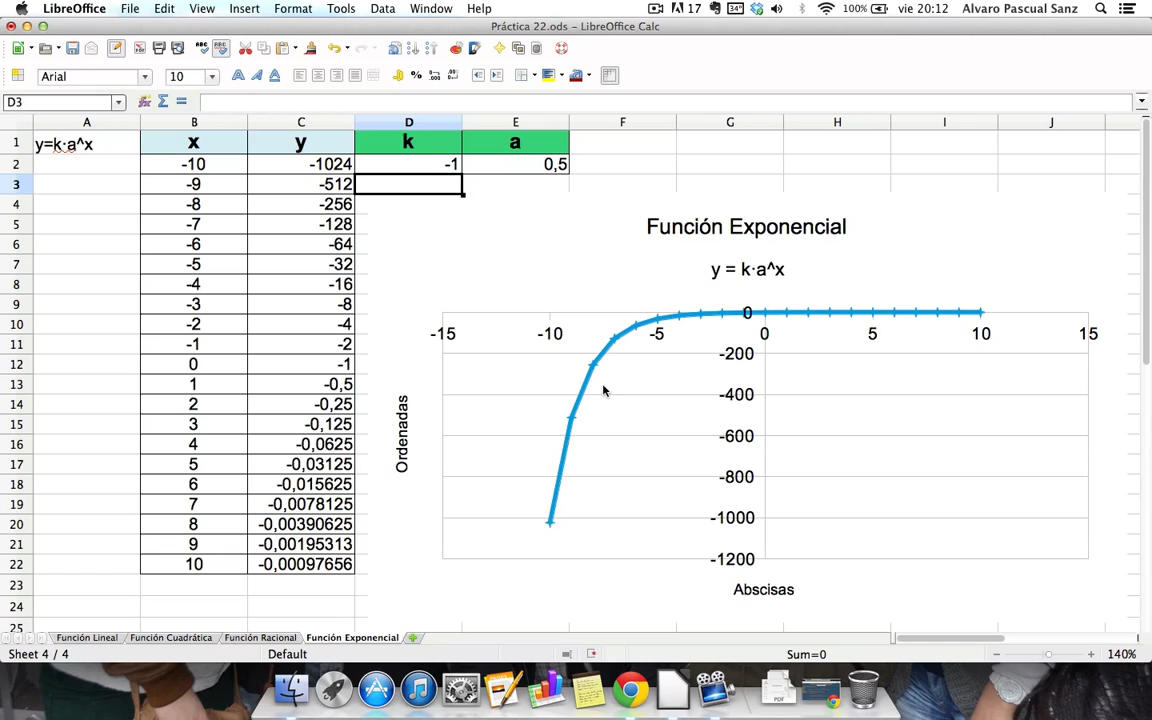 LibreOffice File Edit View Insert Format Tools Data Window Help 17 34° 100% vie 20:12 Alvaro Pascual Sanz
Práctica 22.ods – LibreOffice Calc
Arial 10
D3
A B C D E F G H I J
1 y=k·a^x x y k a
2 -10 -1024 -1 0,5
3 -9 -512
4 -8 -256
5 -7 -128
6 -6 -64
7 -5 -32
8 -4 -16
9 -3 -8
10 -2 -4
11 -1 -2
12 0 -1
13 1 -0,5
14 2 -0,25
15 3 -0,125
16 4 -0,0625
17 5 -0,03125
18 6 -0,015625
19 7 -0,0078125
20 8 -0,00390625
21 9 -0,00195313
22 10 -0,00097656
23
24
25
Función Exponencial
y = k·a^x
0
-15 -10 -5 0 5 10 15
-200
-400
-600
-800
-1000
-1200
Ordenadas
Abscisas
Función Lineal Función Cuadrática Función Racional Función Exponencial
Sheet 4 / 4 Default Sum=0 140%